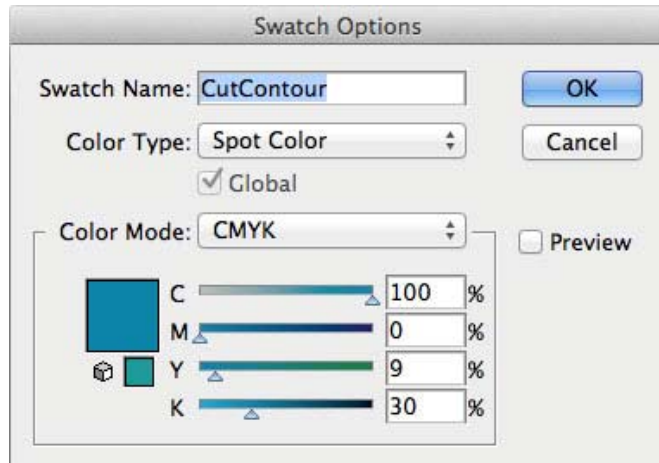 Swatch Options
Swatch Name: CutContour
OK
Color Type: Spot Color
Cancel
Global
Color Mode: CMYK
Preview
C 100 %
M 0 %
Y 9 %
K 30 %